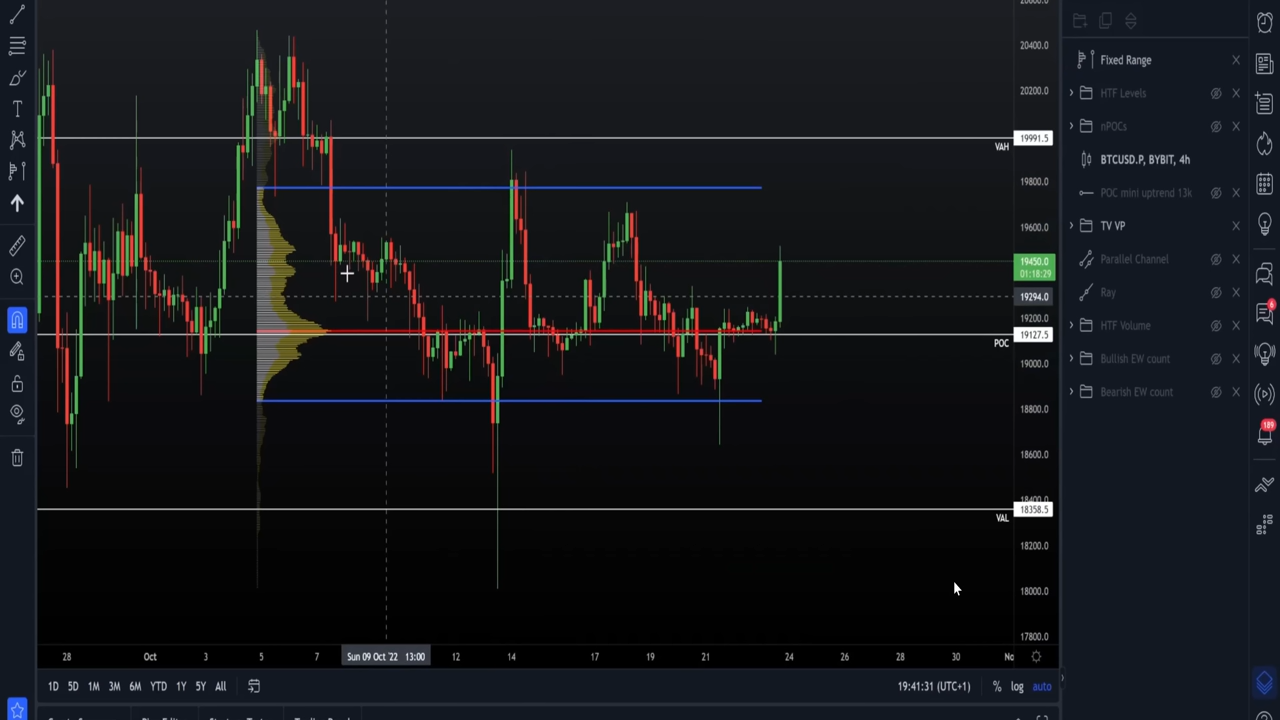 20400.0
20200.0
19991.5
VAH
19800.0
19600.0
19450.0
01:18:29
19294.0
19200.0
19127.5
POC
19000.0
18800.0
18600.0
18400.0
18358.5
VAL
18200.0
18000.0
17800.0
28 Oct 3 5 7 Sun 09 Oct '22 13:00 12 14 17 19 21 24 26 28 30
1D 5D 1M 3M 6M YTD 1Y 5Y All
19:41:31 (UTC+1) % log auto
Fixed Range
HTF Levels
nPOCs
BTCUSD.P, BYBIT, 4h
POC mini uptrend 13k
TV VP
Parallel Channel
Ray
HTF Volume
Bullish EW count
Bearish EW count
6
189